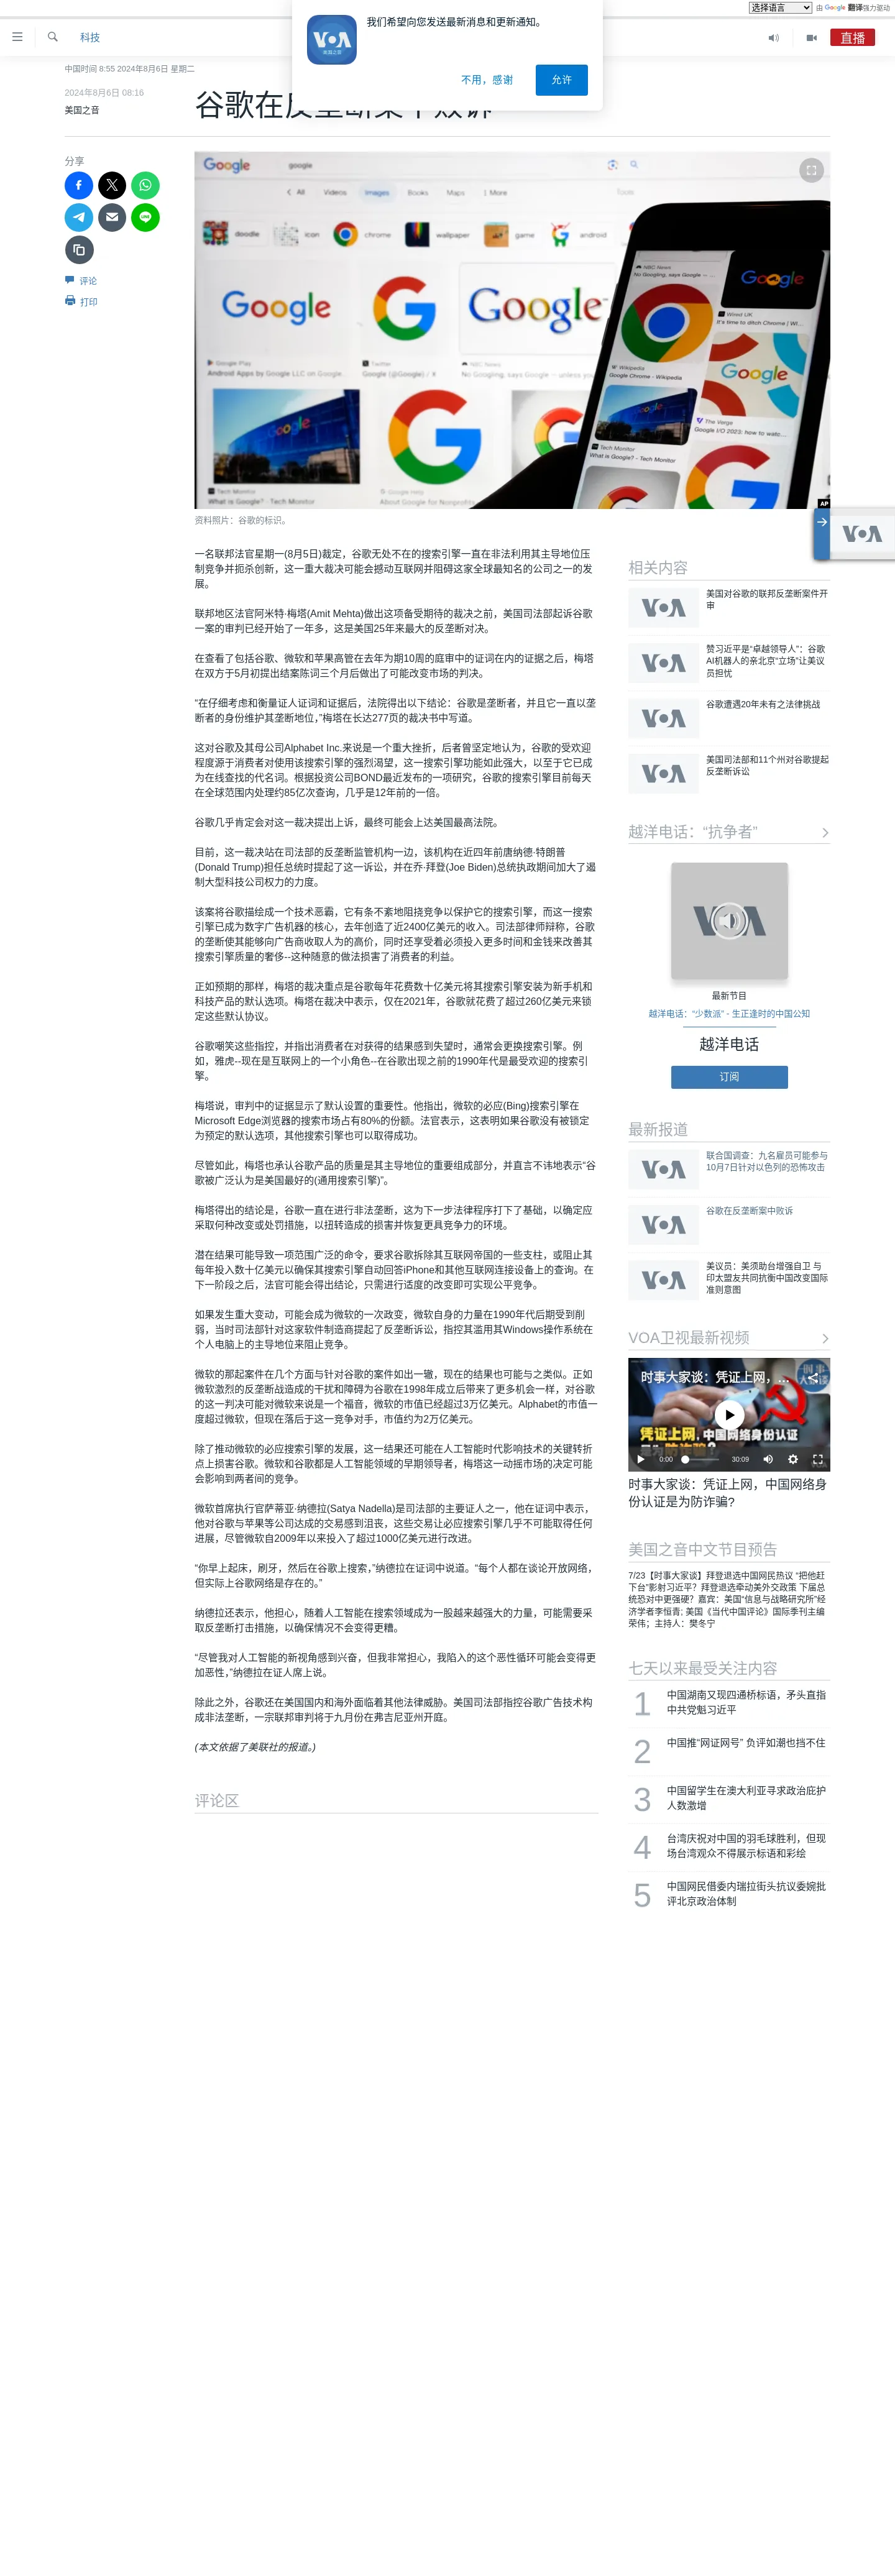 选择语言
由 Google 翻译强力驱动
科技
直播
我们希望向您发送最新消息和更新通知。
不用，感谢
允许
中国时间 8:55 2024年8月6日 星期二
2024年8月6日 08:16
美国之音
谷歌在反垄断案中败诉
分享
评论
打印
Google
google
All
Videos
Images
Books
Maps
More
Tools
doodle
icon
chrome
wallpaper
game
android
Google
Google
AP
资料照片：谷歌的标识。
一名联邦法官星期一(8月5日)裁定，谷歌无处不在的搜索引擎一直在非法利用其主导地位压
制竞争并扼杀创新，这一重大裁决可能会撼动互联网并阻碍这家全球最知名的公司之一的发
展。
联邦地区法官阿米特·梅塔(Amit Mehta)做出这项备受期待的裁决之前，美国司法部起诉谷歌
一案的审判已经开始了一年多，这是美国25年来最大的反垄断对决。
在查看了包括谷歌、微软和苹果高管在去年为期10周的庭审中的证词在内的证据之后，梅塔
在双方于5月初提出结案陈词三个月后做出了可能改变市场的判决。
“在仔细考虑和衡量证人证词和证据后，法院得出以下结论：谷歌是垄断者，并且它一直以垄
断者的身份维护其垄断地位，”梅塔在长达277页的裁决书中写道。
这对谷歌及其母公司Alphabet Inc.来说是一个重大挫折，后者曾坚定地认为，谷歌的受欢迎
程度源于消费者对使用该搜索引擎的强烈渴望，这一搜索引擎功能如此强大，以至于它已成
为在线查找的代名词。根据投资公司BOND最近发布的一项研究，谷歌的搜索引擎目前每天
在全球范围内处理约85亿次查询，几乎是12年前的一倍。
谷歌几乎肯定会对这一裁决提出上诉，最终可能会上达美国最高法院。
目前，这一裁决站在司法部的反垄断监管机构一边，该机构在近四年前唐纳德·特朗普
(Donald Trump)担任总统时提起了这一诉讼，并在乔·拜登(Joe Biden)总统执政期间加大了遏
制大型科技公司权力的力度。
该案将谷歌描绘成一个技术恶霸，它有条不紊地阻挠竞争以保护它的搜索引擎，而这一搜索
引擎已成为数字广告机器的核心，去年创造了近2400亿美元的收入。司法部律师辩称，谷歌
的垄断使其能够向广告商收取人为的高价，同时还享受着必须投入更多时间和金钱来改善其
搜索引擎质量的奢侈--这种随意的做法损害了消费者的利益。
正如预期的那样，梅塔的裁决重点是谷歌每年花费数十亿美元将其搜索引擎安装为新手机和
科技产品的默认选项。梅塔在裁决中表示，仅在2021年，谷歌就花费了超过260亿美元来锁
定这些默认协议。
谷歌嘲笑这些指控，并指出消费者在对获得的结果感到失望时，通常会更换搜索引擎。例
如，雅虎--现在是互联网上的一个小角色--在谷歌出现之前的1990年代是最受欢迎的搜索引
擎。
梅塔说，审判中的证据显示了默认设置的重要性。他指出，微软的必应(Bing)搜索引擎在
Microsoft Edge浏览器的搜索市场占有80%的份额。法官表示，这表明如果谷歌没有被锁定
为预定的默认选项，其他搜索引擎也可以取得成功。
尽管如此，梅塔也承认谷歌产品的质量是其主导地位的重要组成部分，并直言不讳地表示“谷
歌被广泛认为是美国最好的(通用搜索引擎)”。
梅塔得出的结论是，谷歌一直在进行非法垄断，这为下一步法律程序打下了基础，以确定应
采取何种改变或处罚措施，以扭转造成的损害并恢复更具竞争力的环境。
潜在结果可能导致一项范围广泛的命令，要求谷歌拆除其互联网帝国的一些支柱，或阻止其
每年投入数十亿美元以确保其搜索引擎自动回答iPhone和其他互联网连接设备上的查询。在
下一阶段之后，法官可能会得出结论，只需进行适度的改变即可实现公平竞争。
如果发生重大变动，可能会成为微软的一次政变，微软自身的力量在1990年代后期受到削
弱，当时司法部针对这家软件制造商提起了反垄断诉讼，指控其滥用其Windows操作系统在
个人电脑上的主导地位来阻止竞争。
微软的那起案件在几个方面与针对谷歌的案件如出一辙，现在的结果也可能与之类似。正如
微软激烈的反垄断战造成的干扰和障碍为谷歌在1998年成立后带来了更多机会一样，对谷歌
的这一判决可能对微软来说是一个福音，微软的市值已经超过3万亿美元。Alphabet的市值一
度超过微软，但现在落后于这一竞争对手，市值约为2万亿美元。
除了推动微软的必应搜索引擎的发展，这一结果还可能在人工智能时代影响技术的关键转折
点上损害谷歌。微软和谷歌都是人工智能领域的早期领导者，梅塔这一动摇市场的决定可能
会影响到两者间的竞争。
微软首席执行官萨蒂亚·纳德拉(Satya Nadella)是司法部的主要证人之一，他在证词中表示，
他对谷歌与苹果等公司达成的交易感到沮丧，这些交易让必应搜索引擎几乎不可能取得任何
进展，尽管微软自2009年以来投入了超过1000亿美元进行改进。
“你早上起床，刷牙，然后在谷歌上搜索，”纳德拉在证词中说道。“每个人都在谈论开放网络，
但实际上谷歌网络是存在的。”
纳德拉还表示，他担心，随着人工智能在搜索领域成为一股越来越强大的力量，可能需要采
取反垄断打击措施，以确保情况不会变得更糟。
“尽管我对人工智能的新视角感到兴奋，但我非常担心，我陷入的这个恶性循环可能会变得更
加恶性，”纳德拉在证人席上说。
除此之外，谷歌还在美国国内和海外面临着其他法律威胁。美国司法部指控谷歌广告技术构
成非法垄断，一宗联邦审判将于九月份在弗吉尼亚州开庭。
(本文依据了美联社的报道。)
评论区
相关内容
美国对谷歌的联邦反垄断案件开
审
赞习近平是“卓越领导人”：谷歌
AI机器人的亲北京“立场”让美议
员担忧
谷歌遭遇20年未有之法律挑战
美国司法部和11个州对谷歌提起
反垄断诉讼
越洋电话：“抗争者”
最新节目
越洋电话：“少数派” - 生正逢时的中国公知
越洋电话
订阅
最新报道
联合国调查：九名雇员可能参与
10月7日针对以色列的恐怖攻击
谷歌在反垄断案中败诉
美议员：美须助台增强自卫 与
印太盟友共同抗衡中国改变国际
准则意图
VOA卫视最新视频
时事大家谈：凭证上网，...
凭证上网，中国网络身份认证
0:00
30:09
时事大家谈：凭证上网，中国网络身
份认证是为防诈骗?
美国之音中文节目预告
7/23【时事大家谈】拜登退选中国网民热议 “把他赶
下台”影射习近平？拜登退选牵动美外交政策 下届总
统恐对中更强硬？嘉宾：美国“信息与战略研究所”经
济学者李恒青; 美国《当代中国评论》国际季刊主编
荣伟；主持人：樊冬宁
七天以来最受关注内容
1
中国湖南又现四通桥标语，矛头直指
中共党魁习近平
2
中国推“网证网号” 负评如潮也挡不住
3
中国留学生在澳大利亚寻求政治庇护
人数激增
4
台湾庆祝对中国的羽毛球胜利，但现
场台湾观众不得展示标语和彩绘
5
中国网民借委内瑞拉街头抗议委婉批
评北京政治体制